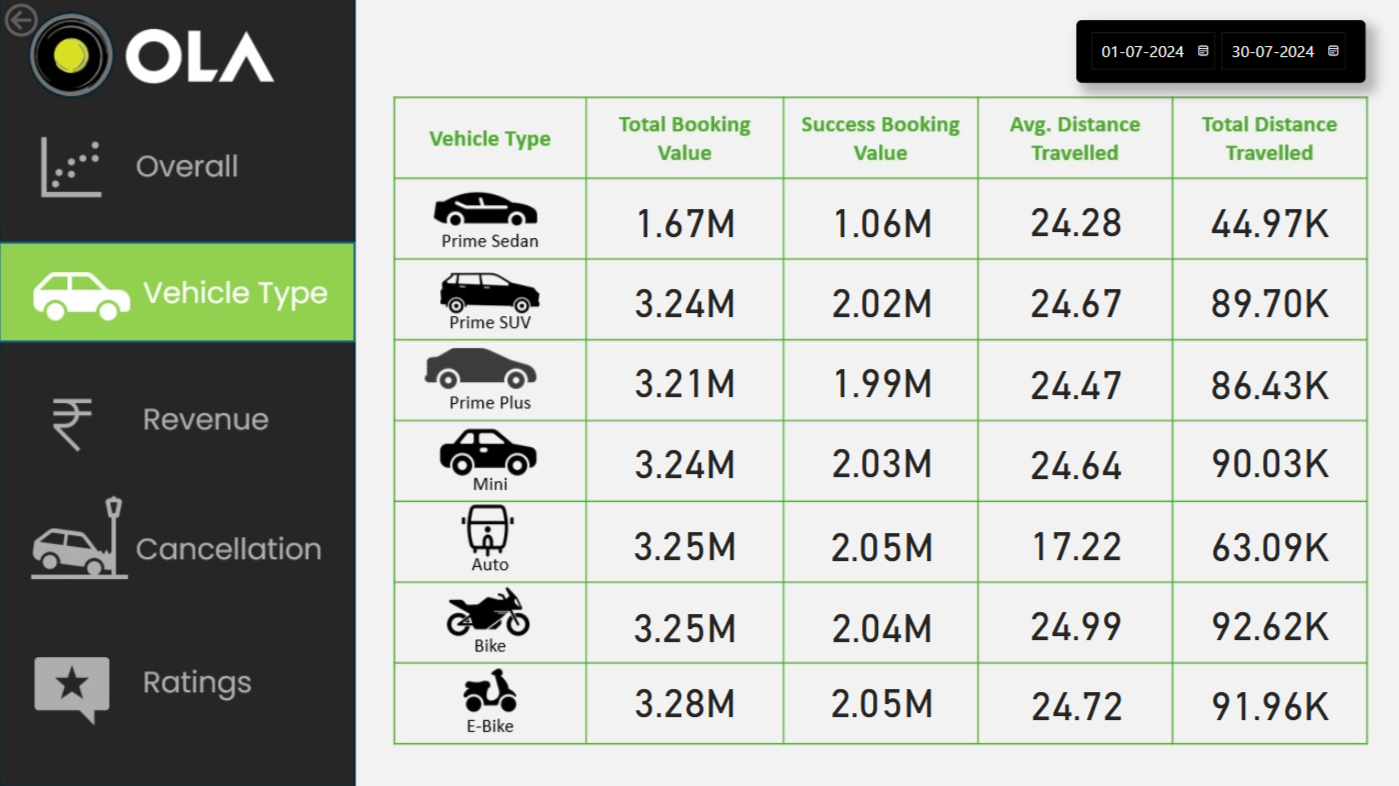 OLA
Overall
Vehicle Type
Revenue
Cancellation
Ratings
01-07-2024 30-07-2024
Vehicle Type Total Booking Value Success Booking Value Avg. Distance Travelled Total Distance Travelled
Prime Sedan 1.67M 1.06M 24.28 44.97K
Prime SUV 3.24M 2.02M 24.67 89.70K
Prime Plus 3.21M 1.99M 24.47 86.43K
Mini 3.24M 2.03M 24.64 90.03K
Auto 3.25M 2.05M 17.22 63.09K
Bike 3.25M 2.04M 24.99 92.62K
E-Bike 3.28M 2.05M 24.72 91.96K